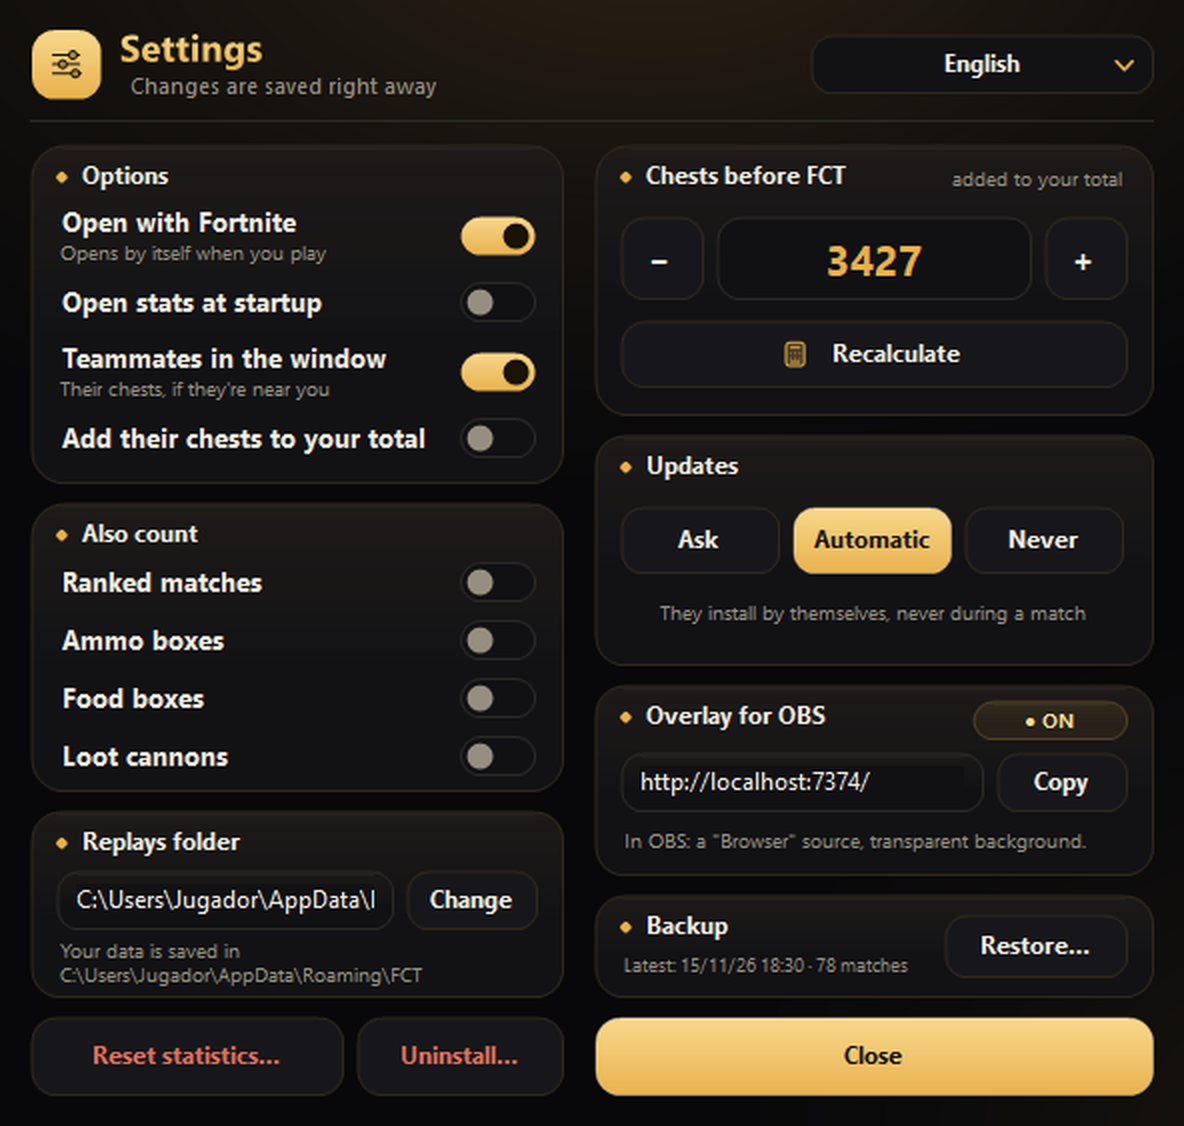 Settings
Changes are saved right away
English
Options
Open with Fortnite
Opens by itself when you play
Open stats at startup
Teammates in the window
Their chests, if they're near you
Add their chests to your total
Also count
Ranked matches
Ammo boxes
Food boxes
Loot cannons
Replays folder
C:\Users\Jugador\AppData\l
Change
Your data is saved in
C:\Users\Jugador\AppData\Roaming\FCT
Reset statistics...
Uninstall...
Chests before FCT
added to your total
−
3427
+
Recalculate
Updates
Ask
Automatic
Never
They install by themselves, never during a match
Overlay for OBS
• ON
http://localhost:7374/
Copy
In OBS: a "Browser" source, transparent background.
Backup
Latest: 15/11/26 18:30 · 78 matches
Restore...
Close